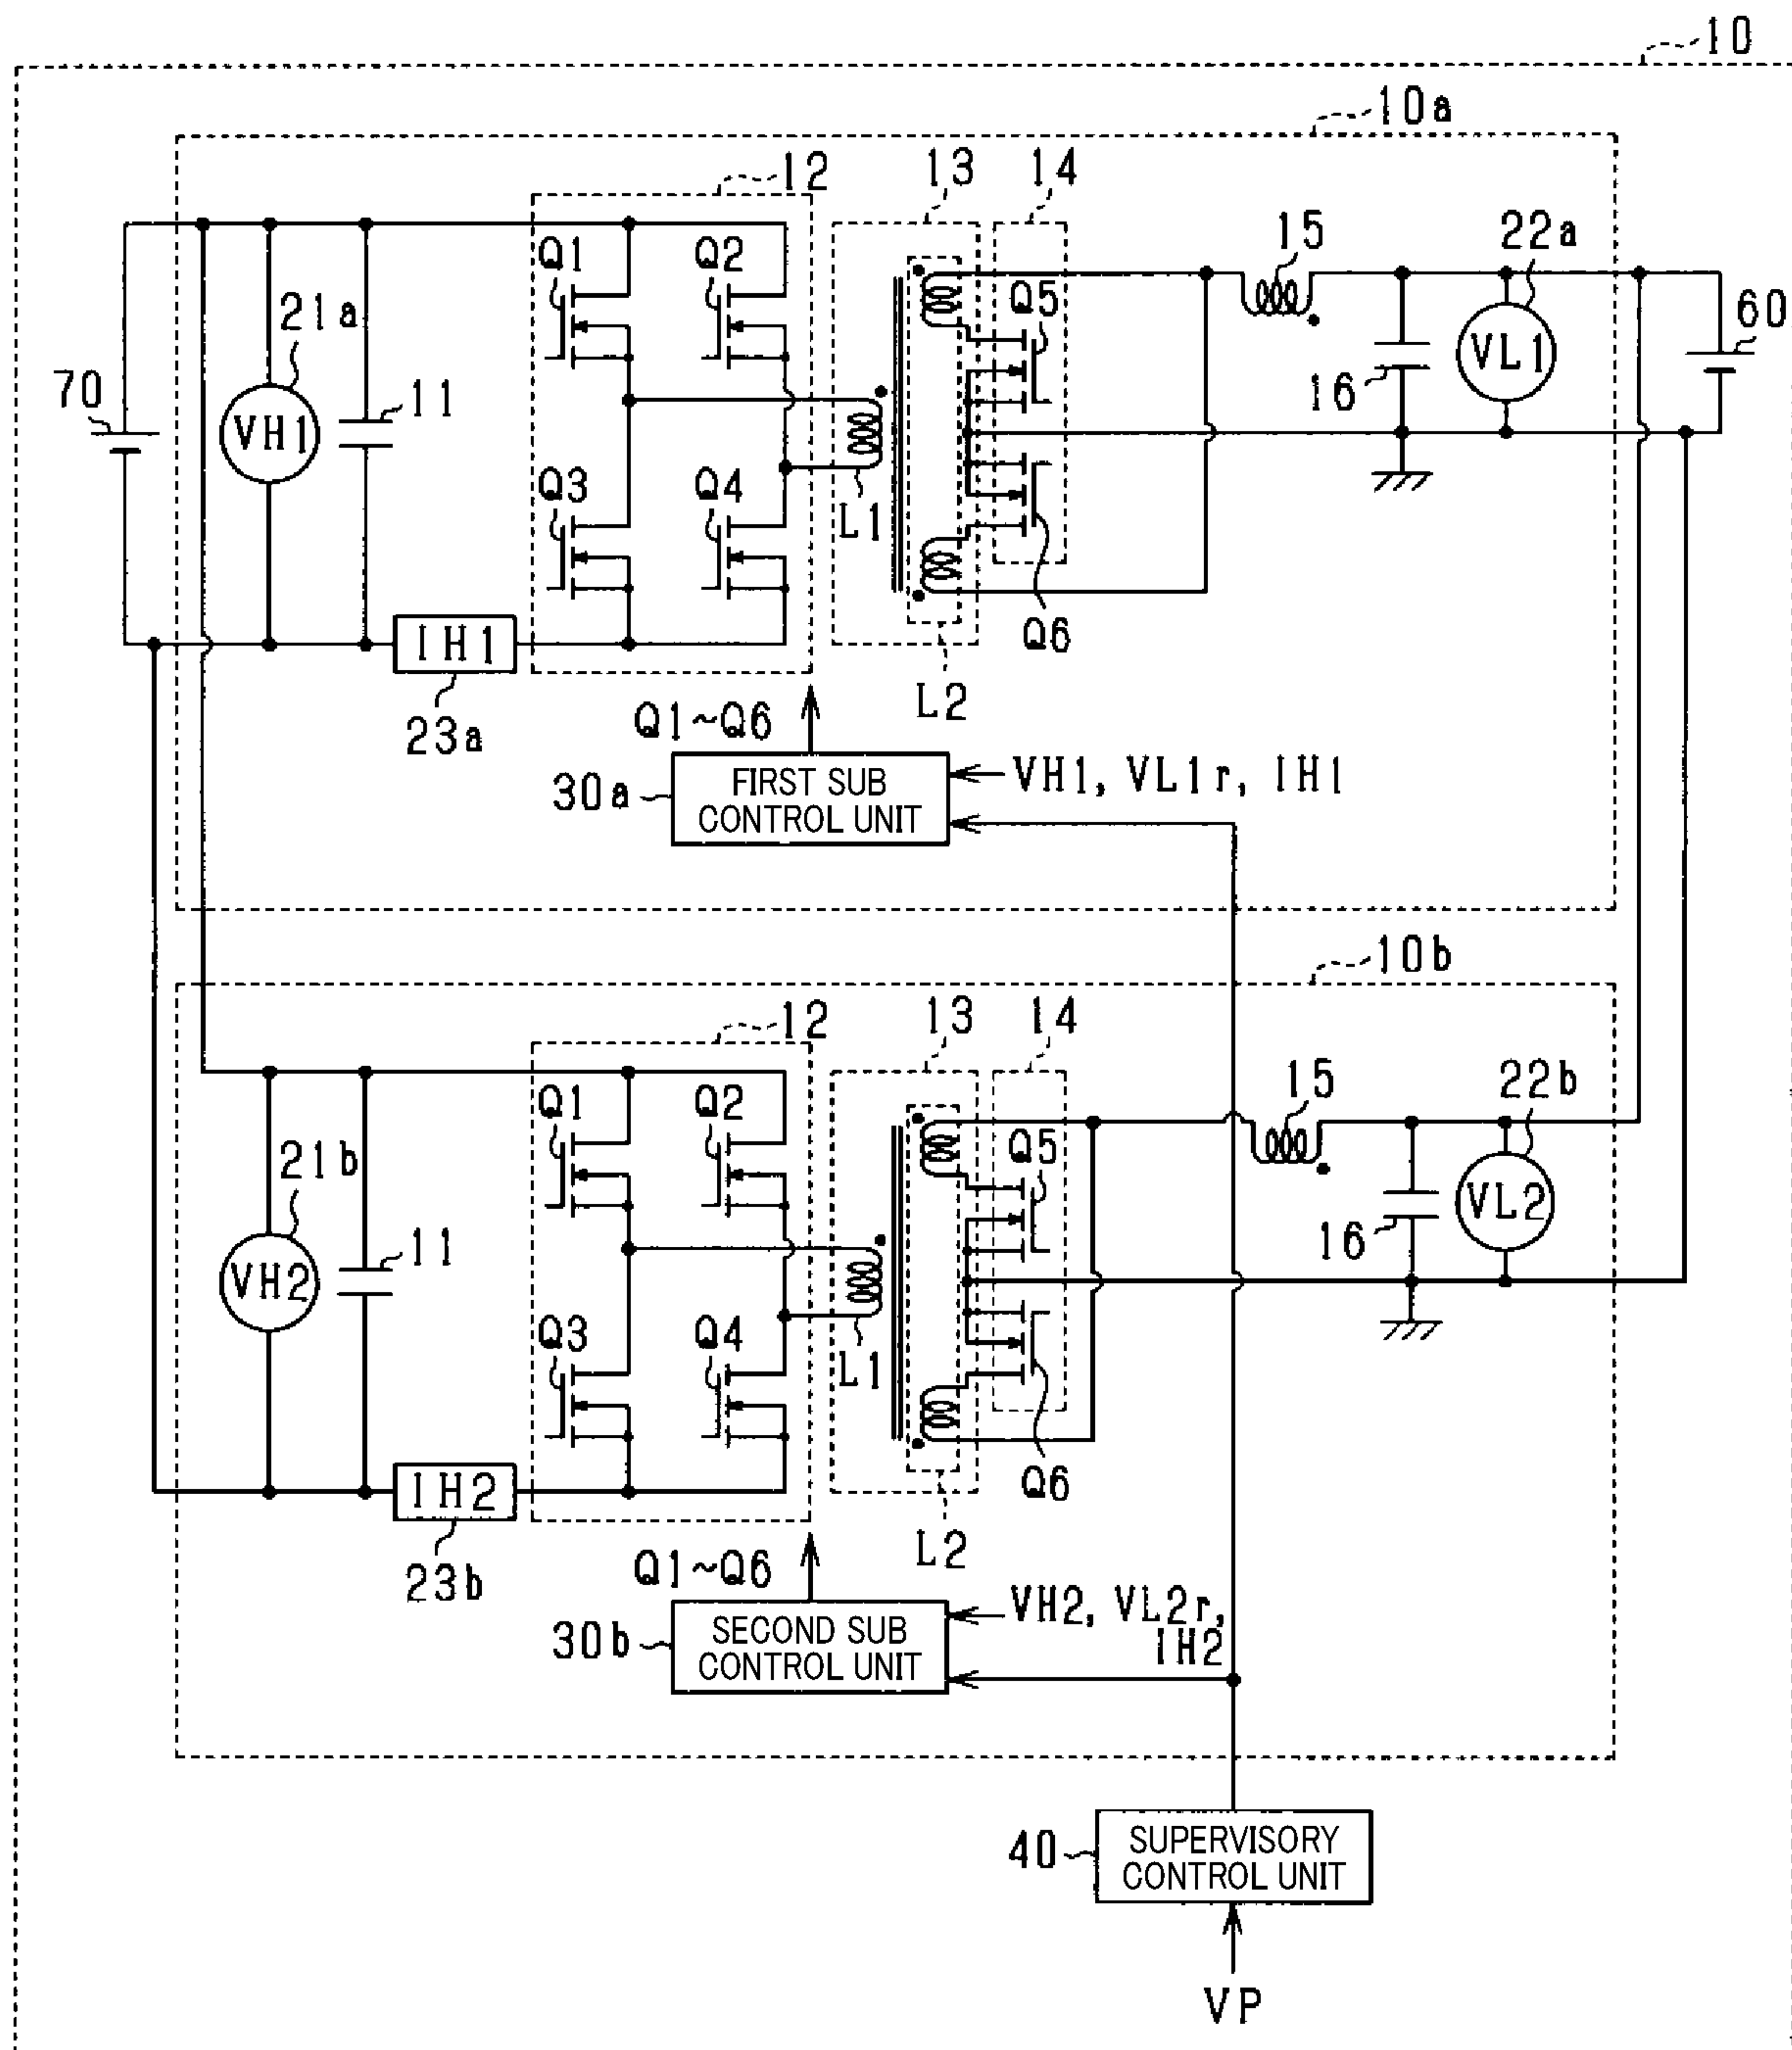 10
10a
12
13
14
Q1
Q2
15
22a
21a
Q5
60
70
VH1
11
VL1
16
Q3
Q4
L1
IH1
Q6
L2
23a
Q1~Q6
30a
FIRST SUB
CONTROL UNIT
VH1, VL1r, IH1
10b
12
13
14
Q1
Q2
15
22b
21b
Q5
VH2
11
VL2
16
Q3
Q4
L1
IH2
Q6
L2
23b
Q1~Q6
30b
SECOND SUB
CONTROL UNIT
VH2, VL2r,
IH2
40
SUPERVISORY
CONTROL UNIT
VP